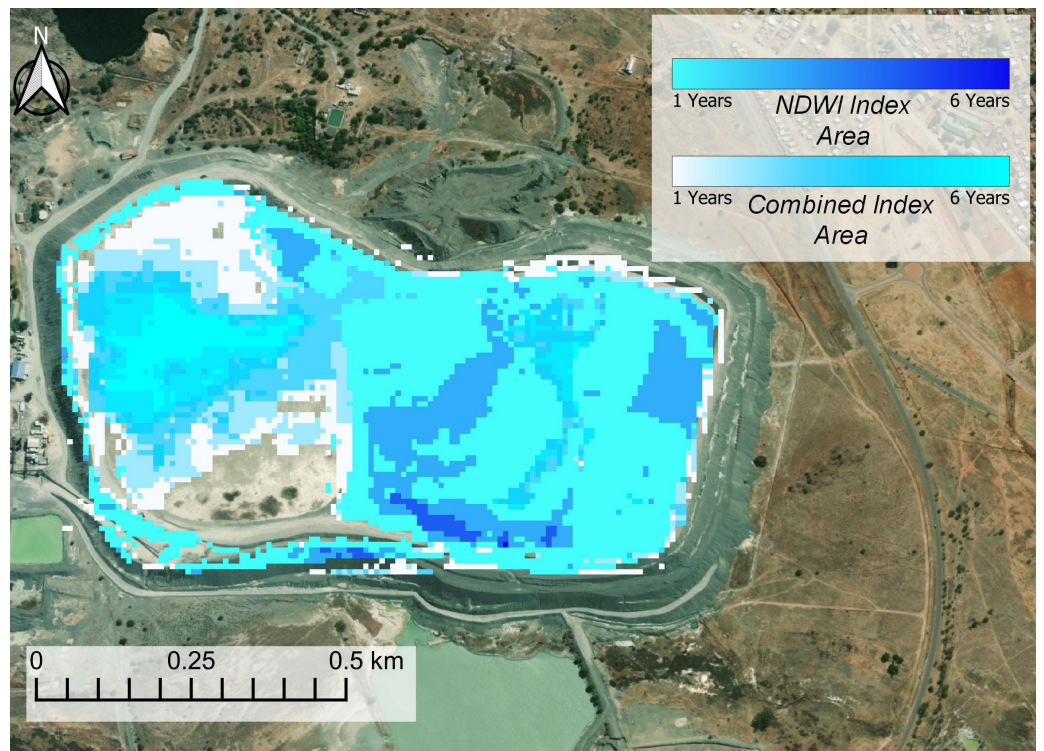 N
1 Years NDWI Index 6 Years
Area
1 Years Combined Index 6 Years
Area
0 0.25 0.5 km